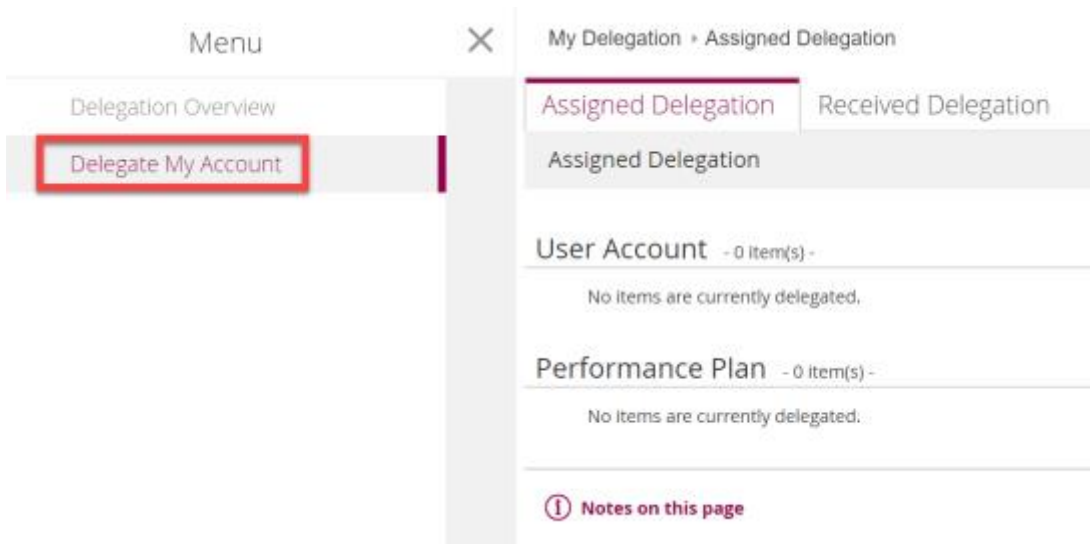 Menu
Delegation Overview
Delegate My Account
My Delegation › Assigned Delegation
Assigned Delegation
Received Delegation
Assigned Delegation
User Account - 0 item(s) -
No items are currently delegated.
Performance Plan - 0 item(s) -
No items are currently delegated.
Notes on this page